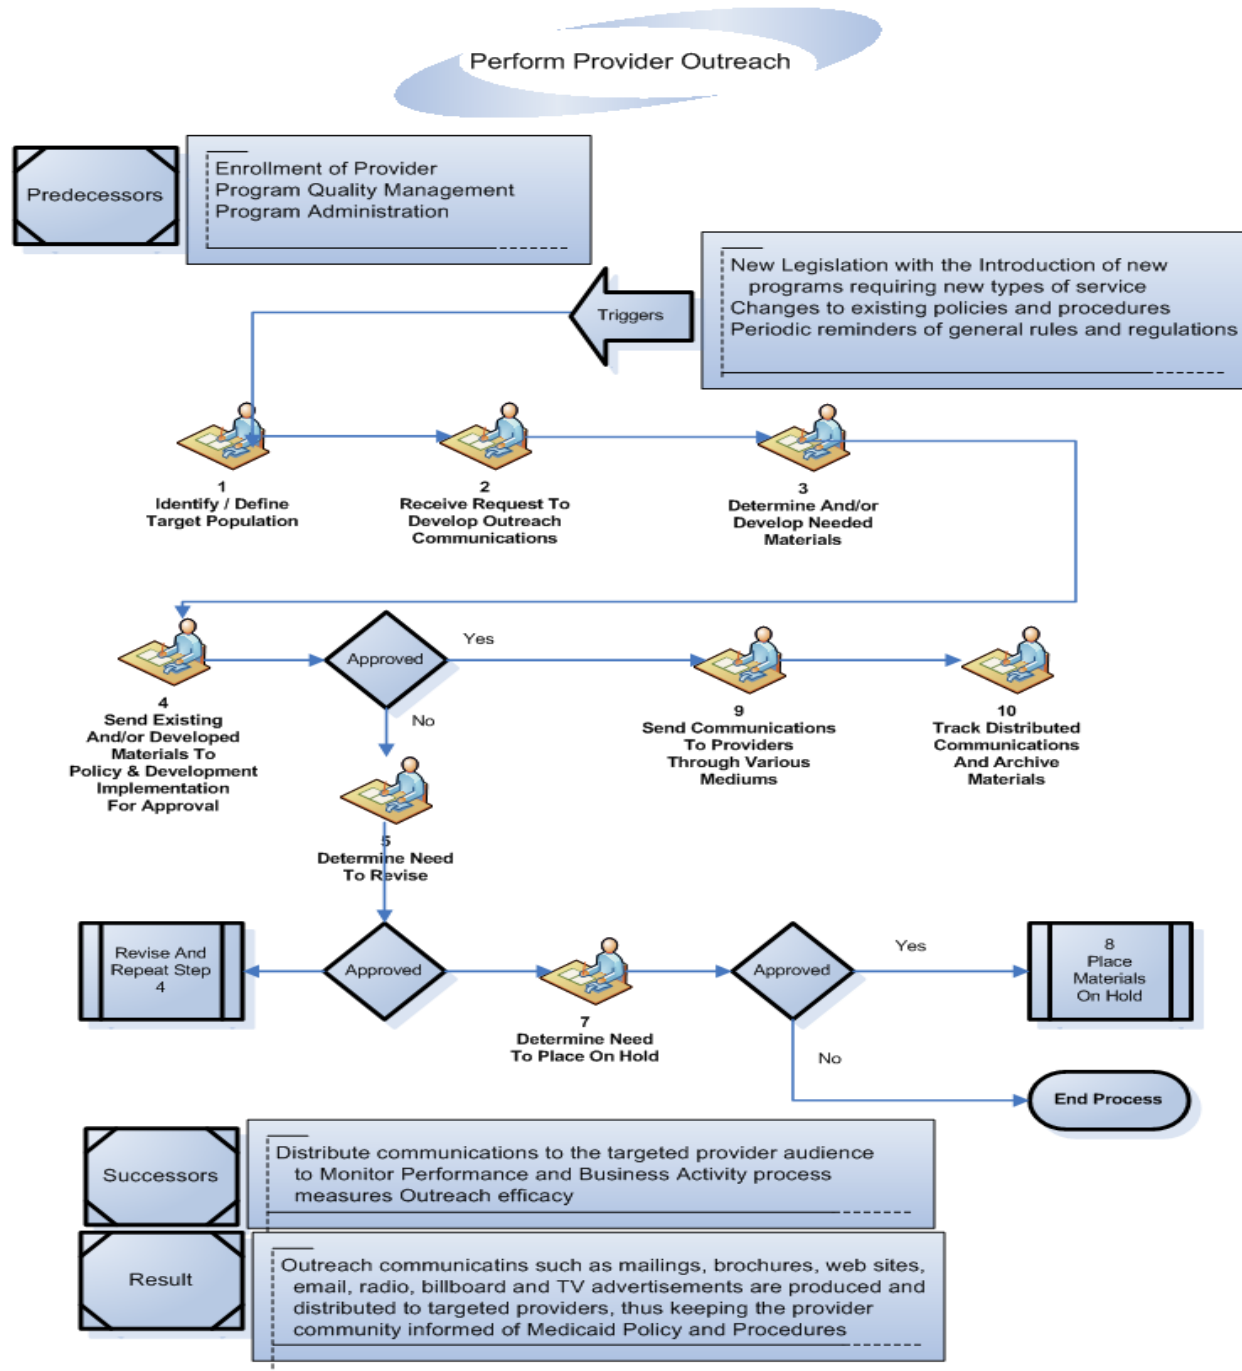 Perform Provider Outreach
Predecessors
Enrollment of Provider
Program Quality Management
Program Administration
Triggers
New Legislation with the Introduction of new
programs requiring new types of service
Changes to existing policies and procedures
Periodic reminders of general rules and regulations
1
Identify / Define
Target Population
2
Receive Request To
Develop Outreach
Communications
3
Determine And/or
Develop Needed
Materials
4
Send Existing
And/or Developed
Materials To
Policy & Development
Implementation
For Approval
Approved
Yes
No
9
Send Communications
To Providers
Through Various
Mediums
10
Track Distributed
Communications
And Archive
Materials
5
Determine Need
To Revise
Revise And
Repeat Step
4
Approved
7
Determine Need
To Place On Hold
Approved
Yes
No
8
Place
Materials
On Hold
End Process
Successors
Distribute communications to the targeted provider audience
to Monitor Performance and Business Activity process
measures Outreach efficacy
Result
Outreach communicatins such as mailings, brochures, web sites,
email, radio, billboard and TV advertisements are produced and
distributed to targeted providers, thus keeping the provider
community informed of Medicaid Policy and Procedures